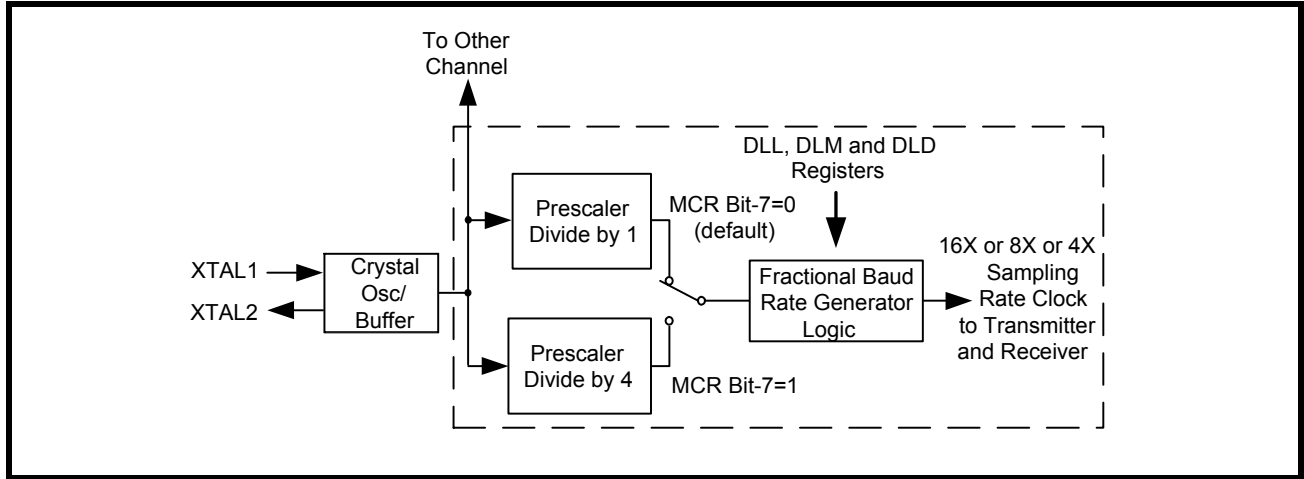 To Other
Channel
DLL, DLM and DLD
Registers
Prescaler
Divide by 1
MCR Bit-7=0
(default)
16X or 8X or 4X
Sampling
Rate Clock
to Transmitter
and Receiver
XTAL1
XTAL2
Crystal
Osc/
Buffer
Fractional Baud
Rate Generator
Logic
Prescaler
Divide by 4
MCR Bit-7=1